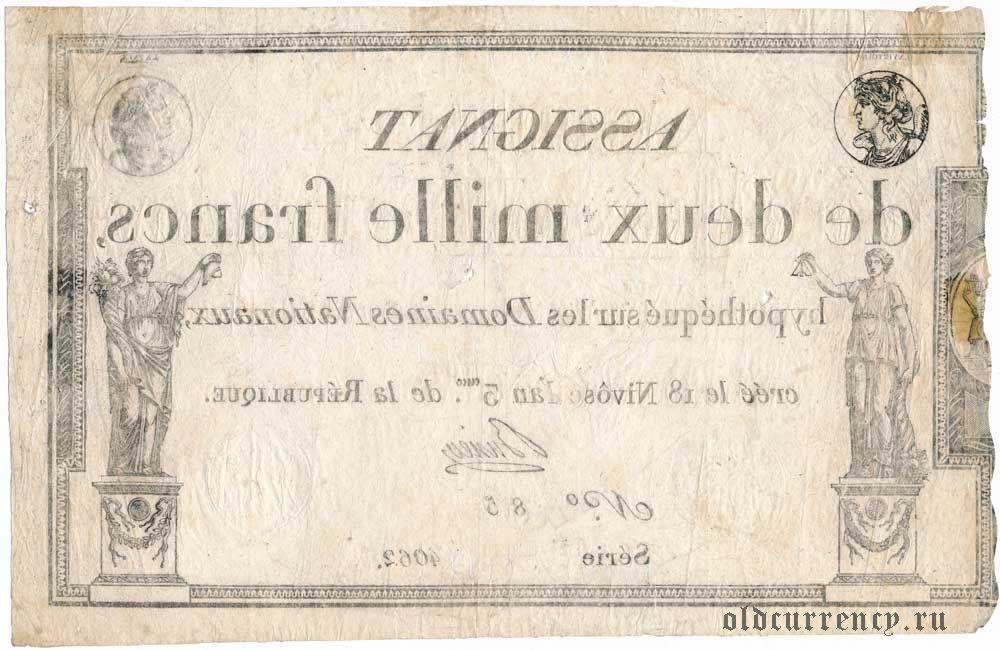 ASSIGNAT
de deux mille francs,
hypothéqué sur les Domaines Nationaux,
créé le 18 Nivôse l'an 3.me de la RÉPUBLIQUE.
N.o 85
Série 4062.
oldcurrency.ru